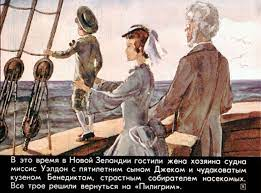 В это время в Новой Зеландии гостили жена хозяина судна
миссис Уэлдон с пятилетним сыном Джеком и чудаковатым
кузеном Бенедиктом, страстным собирателем насекомых.
Все трое решили вернуться на «Пилигрим».